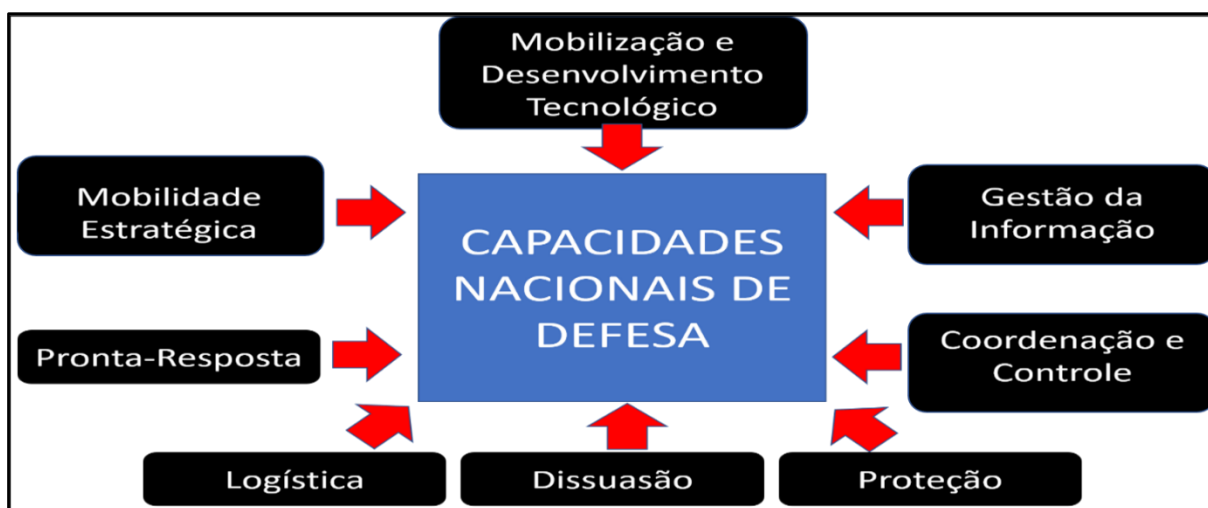 Mobilização e
Desenvolvimento
Tecnológico
Mobilidade
Estratégica
Gestão da
Informação
CAPACIDADES
NACIONAIS DE
DEFESA
Pronta-Resposta
Coordenação e
Controle
Logística
Dissuasão
Proteção